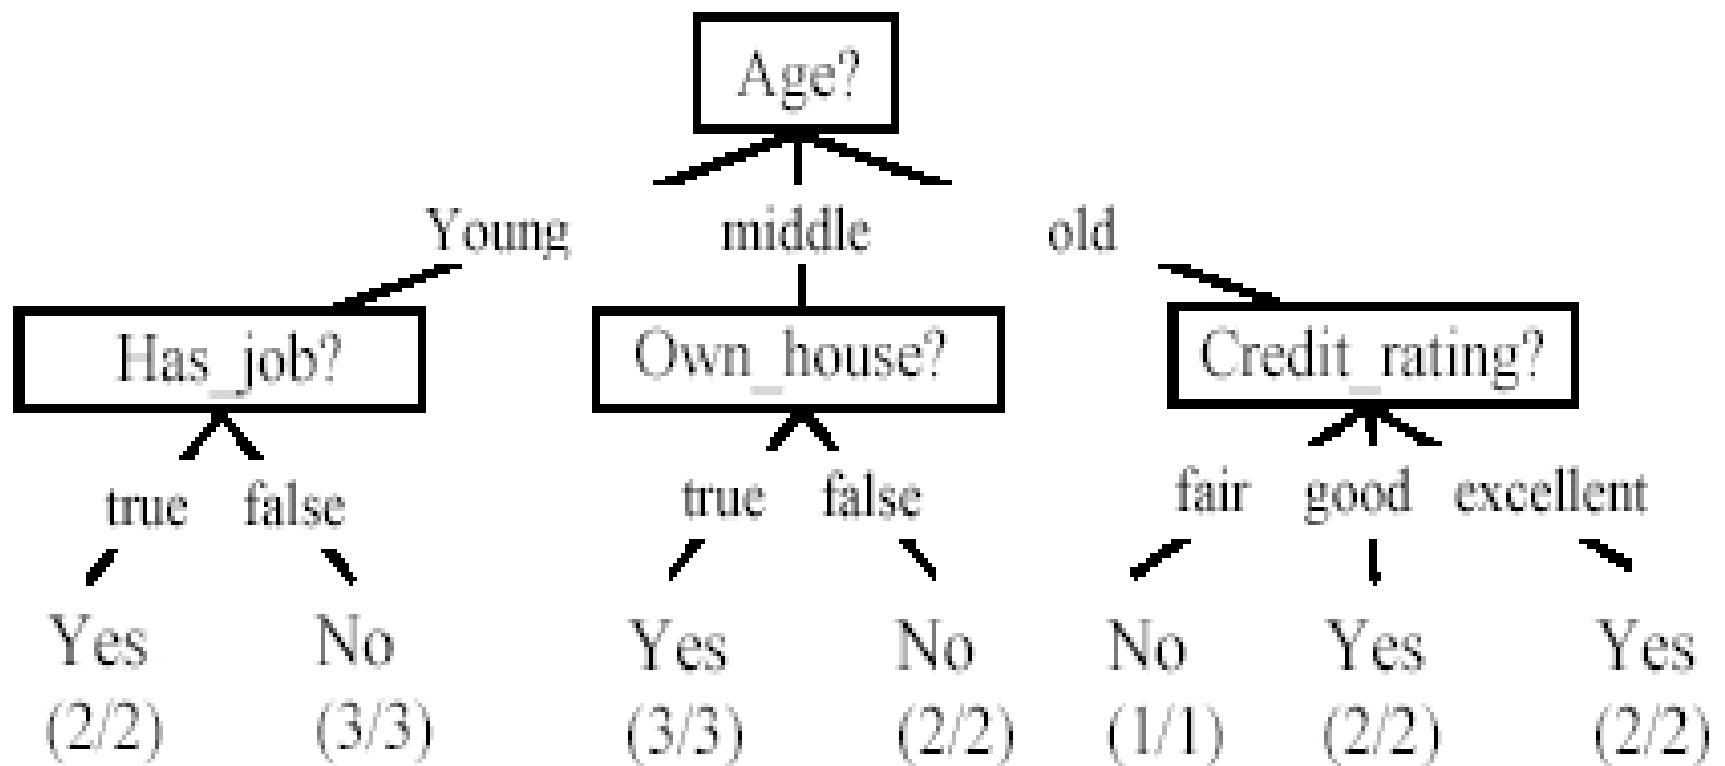 Age?
Young middle old
Has_job? Own_house? Credit_rating?
true false true false fair good excellent
Yes No Yes No No Yes Yes
(2/2) (3/3) (3/3) (2/2) (1/1) (2/2) (2/2)